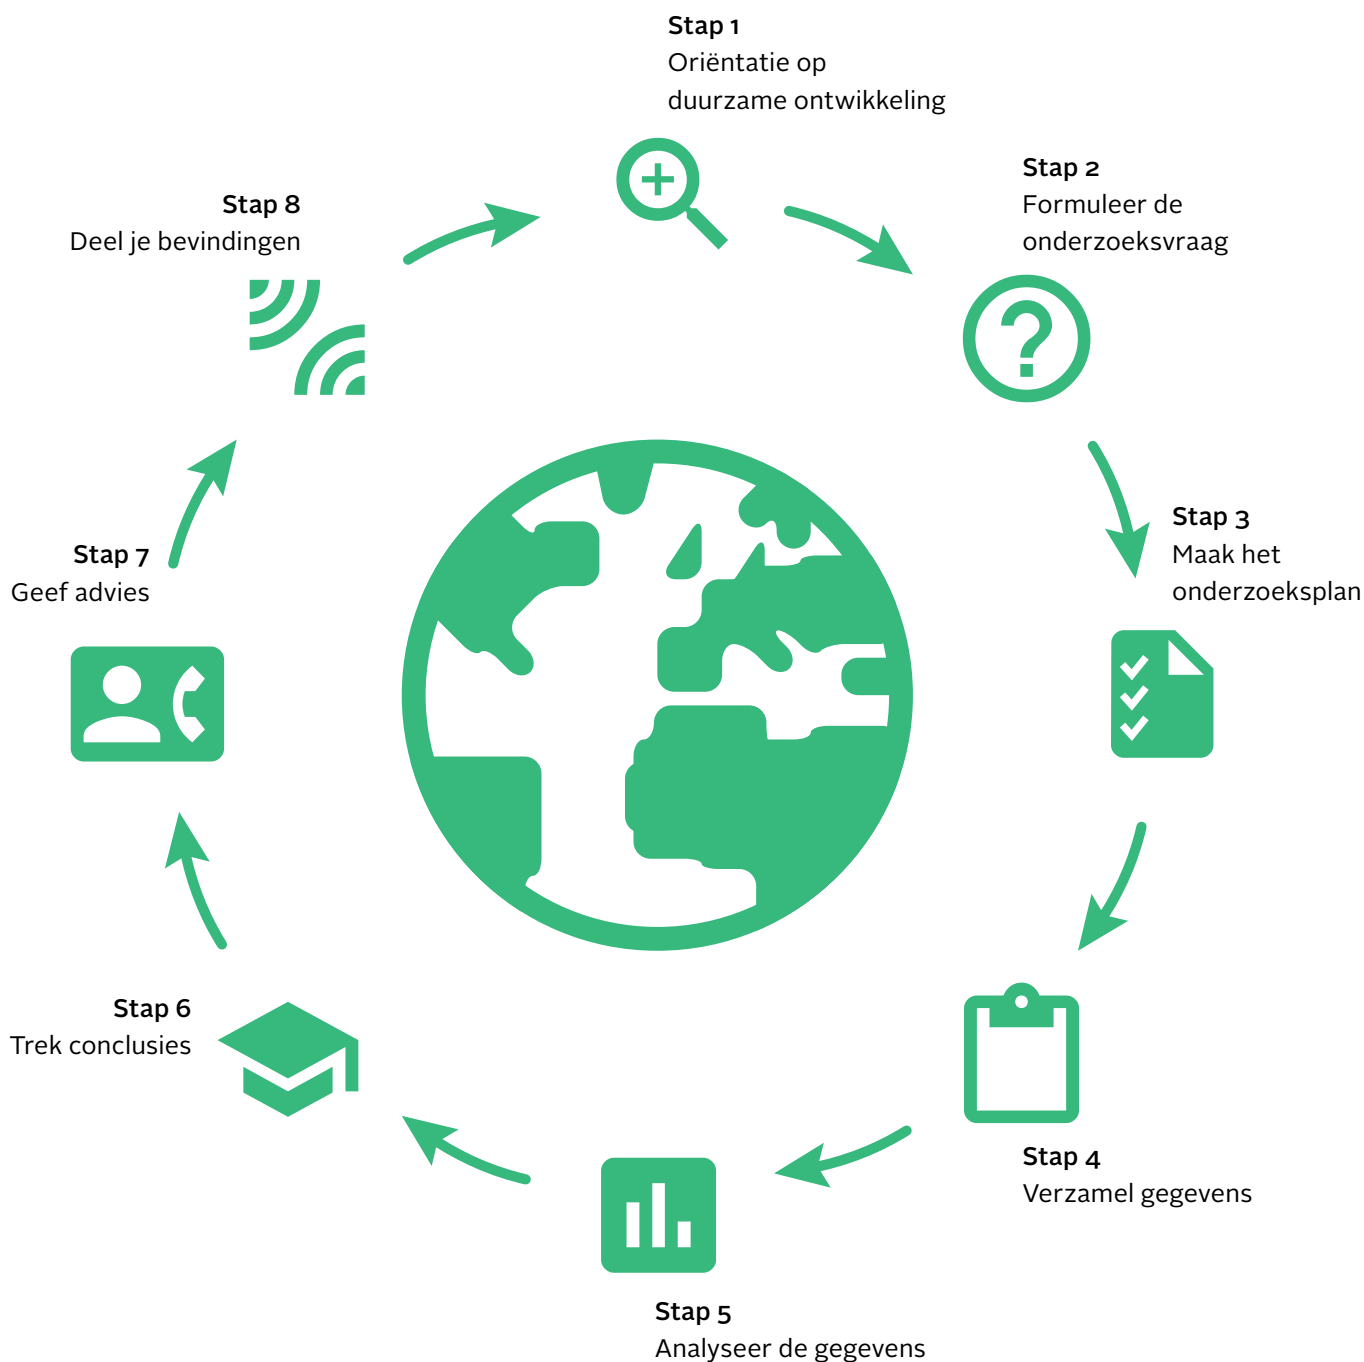 Stap 1
Oriëntatie op
duurzame ontwikkeling
Stap 2
Formuleer de
onderzoeksvraag
Stap 3
Maak het
onderzoeksplan
Stap 4
Verzamel gegevens
Stap 5
Analyseer de gegevens
Stap 6
Trek conclusies
Stap 7
Geef advies
Stap 8
Deel je bevindingen